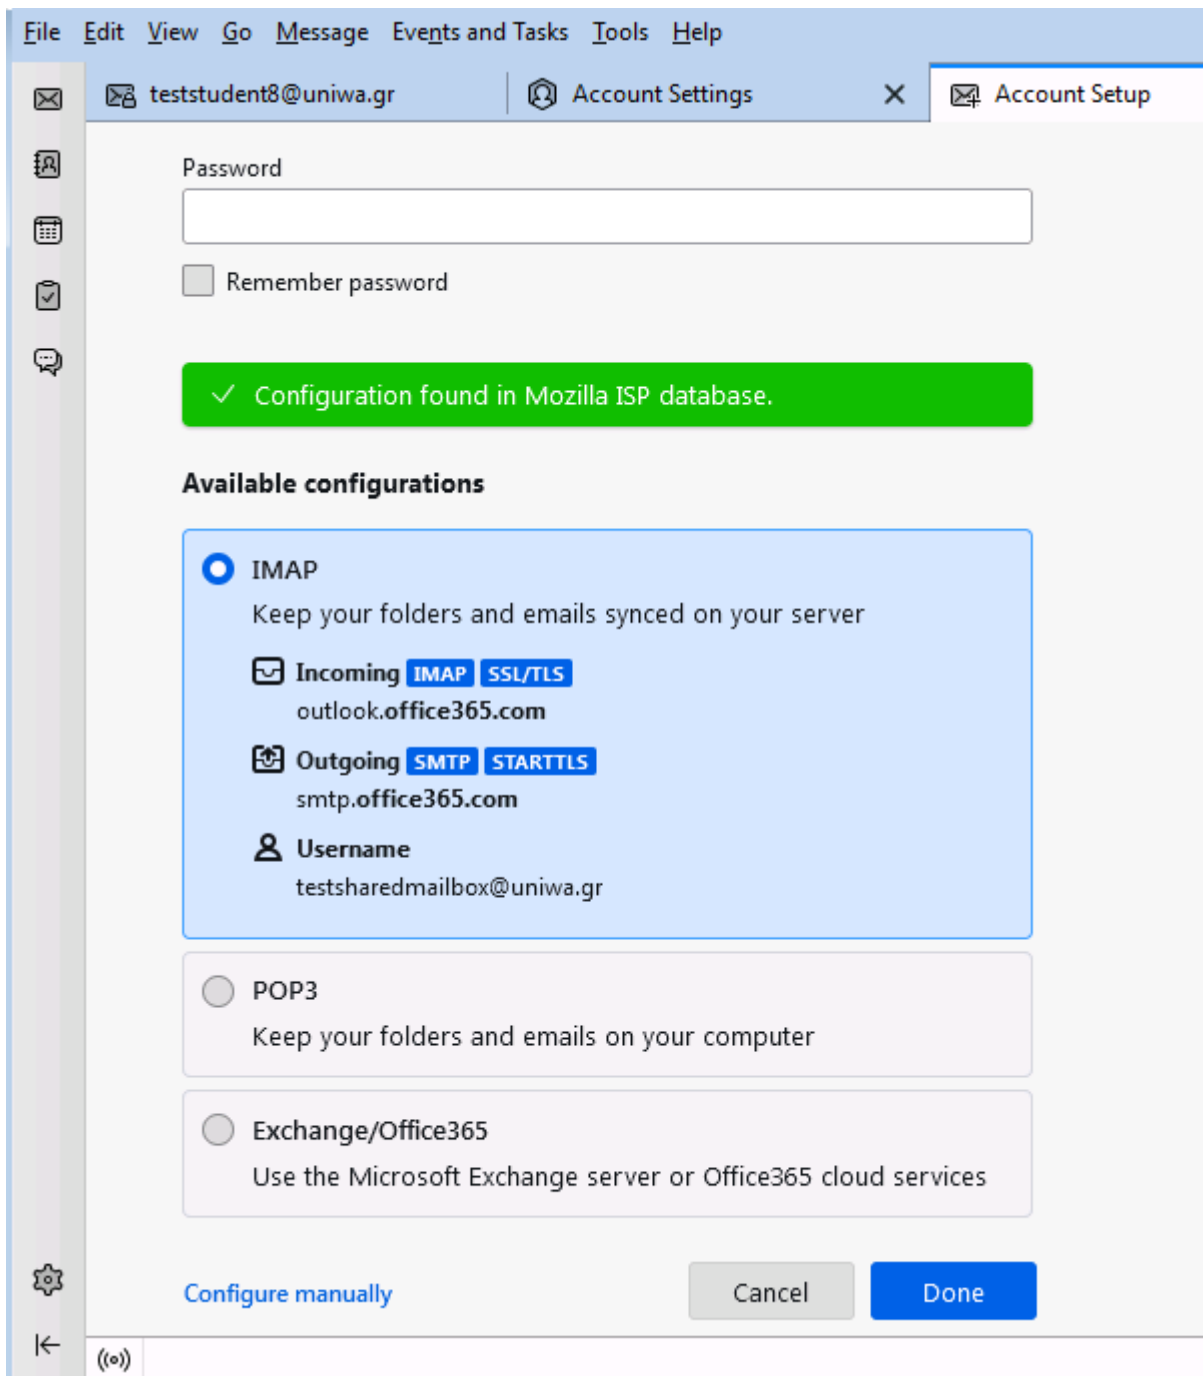 File Edit View Go Message Events and Tasks Tools Help
teststudent8@uniwa.gr Account Settings Account Setup
Password
Remember password
Configuration found in Mozilla ISP database.
Available configurations
IMAP
Keep your folders and emails synced on your server
Incoming IMAP SSL/TLS
outlook.office365.com
Outgoing SMTP STARTTLS
smtp.office365.com
Username
testsharedmailbox@uniwa.gr
POP3
Keep your folders and emails on your computer
Exchange/Office365
Use the Microsoft Exchange server or Office365 cloud services
Configure manually Cancel Done